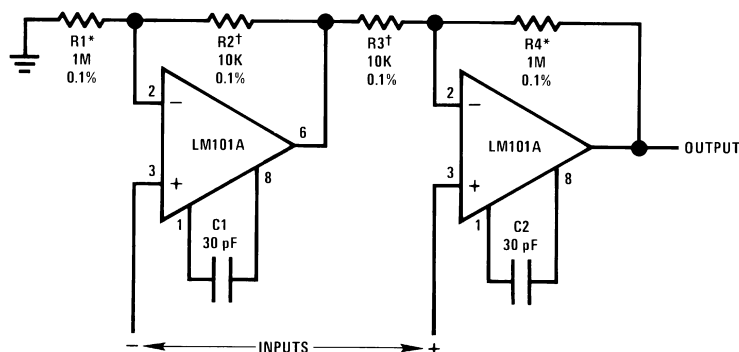 R1*
1M
0.1%
R2†
10K
0.1%
R3†
10K
0.1%
R4*
1M
0.1%
2
−
LM101A
6
3
+
8
1
C1
30 pF
2
−
LM101A
OUTPUT
3
+
8
1
C2
30 pF
− INPUTS +